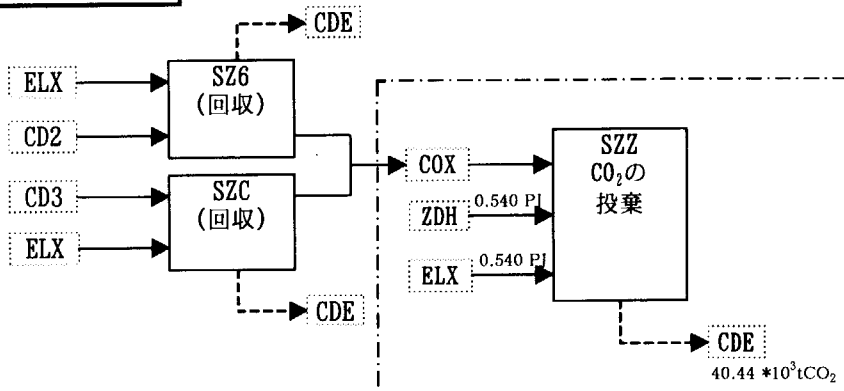 CDE
ELX
SZ6
(回収)
CD2
CD3
SZC
(回収)
ELX
CDE
COX
SZZ
CO₂の
投棄
ZDH
0.540 PJ
ELX
0.540 PJ
CDE
40.44 *10³tCO₂